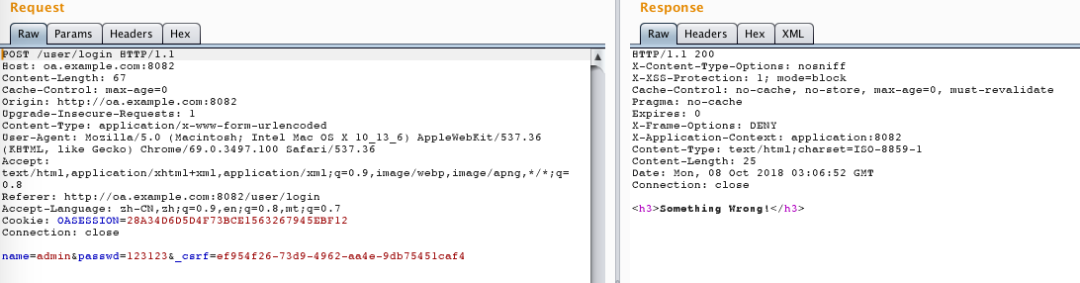 Request
Raw Params Headers Hex
POST /user/login HTTP/1.1
Host: oa.example.com:8082
Content-Length: 67
Cache-Control: max-age=0
Origin: http://oa.example.com:8082
Upgrade-Insecure-Requests: 1
Content-Type: application/x-www-form-urlencoded
User-Agent: Mozilla/5.0 (Macintosh; Intel Mac OS X 10_13_6) AppleWebKit/537.36
(KHTML, like Gecko) Chrome/69.0.3497.100 Safari/537.36
Accept:
text/html,application/xhtml+xml,application/xml;q=0.9,image/webp,image/apng,*/*;q=
0.8
Referer: http://oa.example.com:8082/user/login
Accept-Language: zh-CN,zh;q=0.9,en;q=0.8,mt;q=0.7
Cookie: OASESSION=28A34D6D5D4F73BCE1563267945EBF12
Connection: close
name=admin&passwd=123123&_csrf=ef954f26-73d9-4962-aa4e-9db75451caf4
Response
Raw Headers Hex XML
HTTP/1.1 200
X-Content-Type-Options: nosniff
X-XSS-Protection: 1; mode=block
Cache-Control: no-cache, no-store, max-age=0, must-revalidate
Pragma: no-cache
Expires: 0
X-Frame-Options: DENY
X-Application-Context: application:8082
Content-Type: text/html;charset=ISO-8859-1
Content-Length: 25
Date: Mon, 08 Oct 2018 03:06:52 GMT
Connection: close
<h3>Something Wrong!</h3>